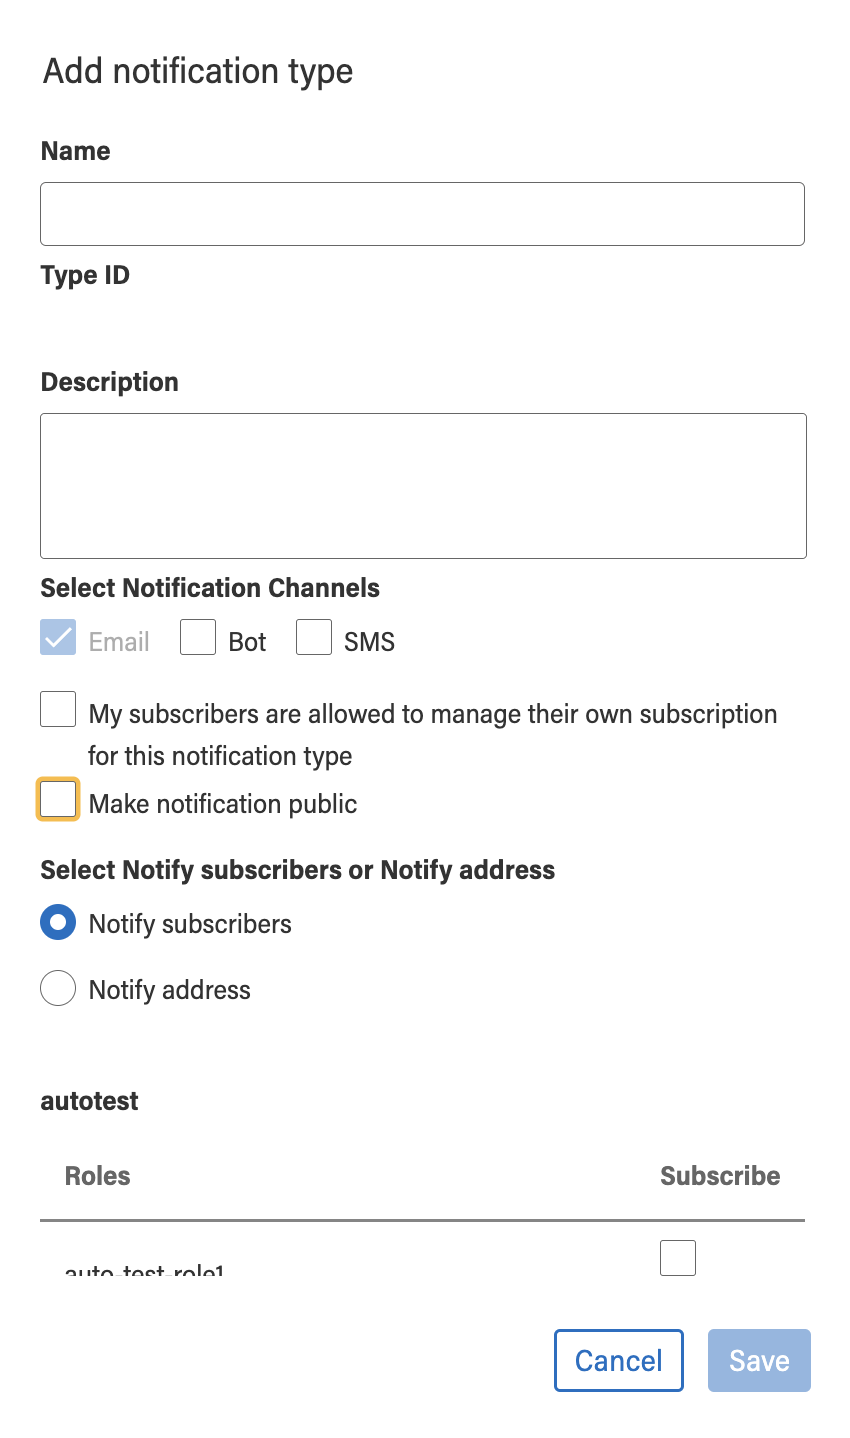 Add notification type
Name
Type ID
Description
Select Notification Channels
Email Bot SMS
My subscribers are allowed to manage their own subscription
for this notification type
Make notification public
Select Notify subscribers or Notify address
Notify subscribers
Notify address
autotest
Roles Subscribe
auto-test-role1
Cancel Save